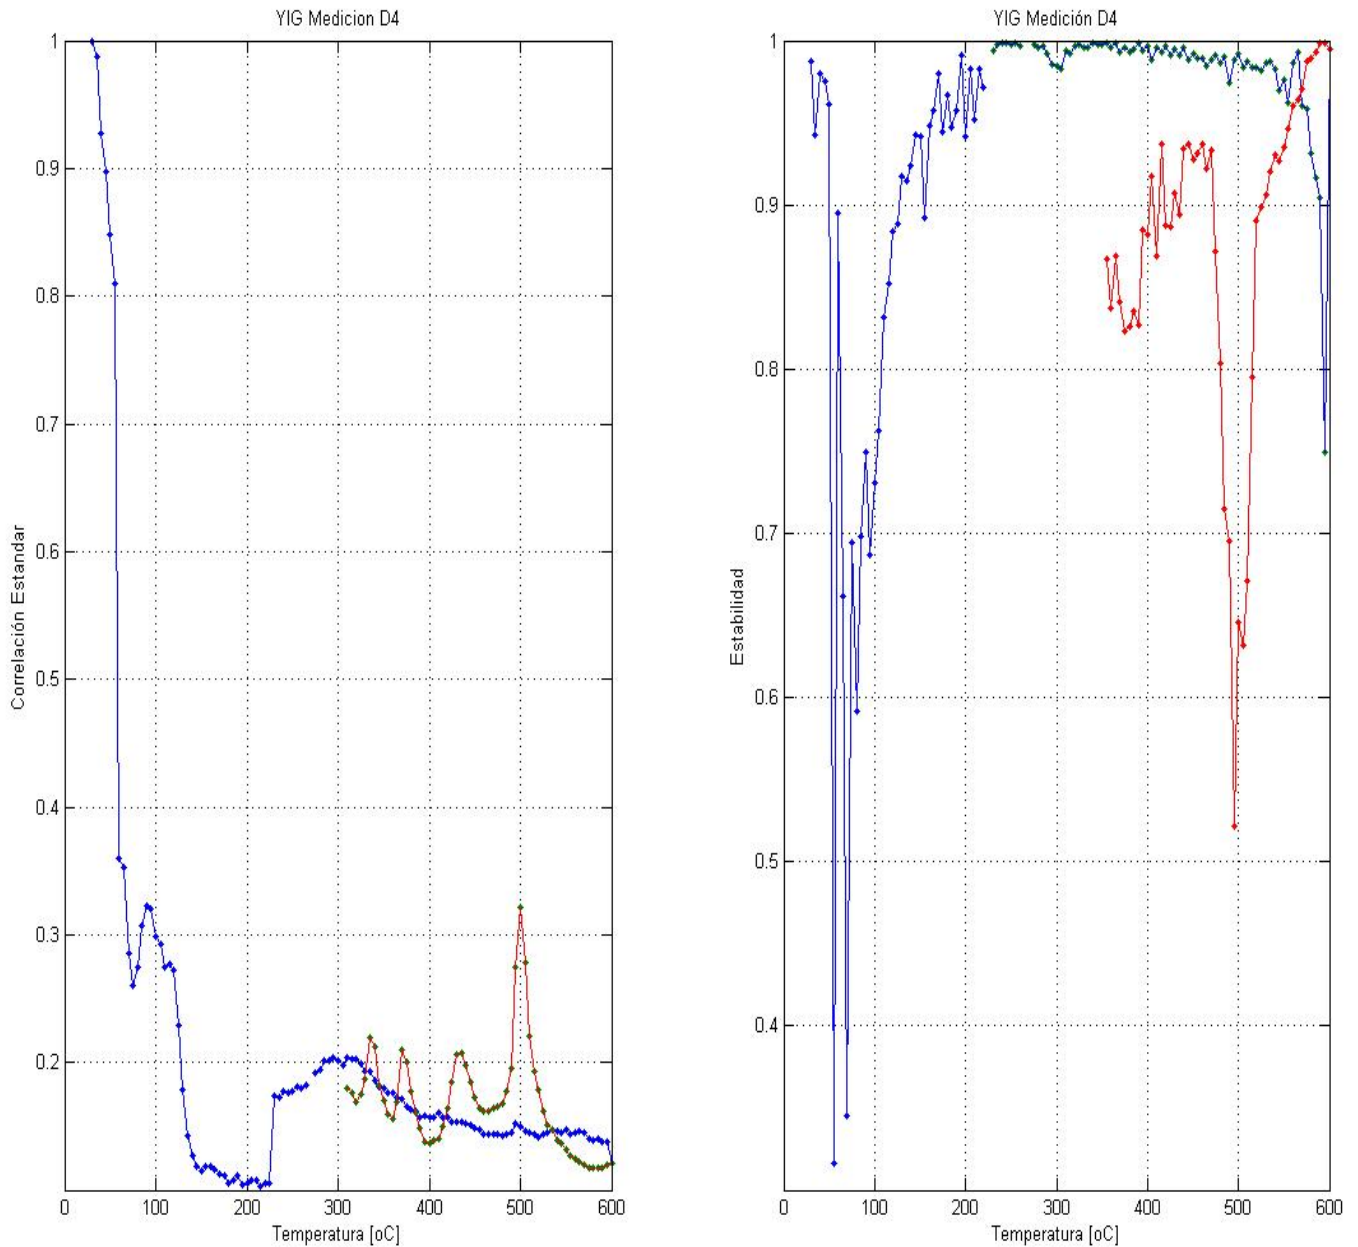 YIG Medicion D4
1
0.9
0.8
0.7
0.6
0.5
0.4
0.3
0.2
Correlación Estandar
0 100 200 300 400 500 600
Temperatura [oC]
YIG Medición D4
1
0.9
0.8
0.7
0.6
0.5
0.4
Estabilidad
0 100 200 300 400 500 600
Temperatura [oC]